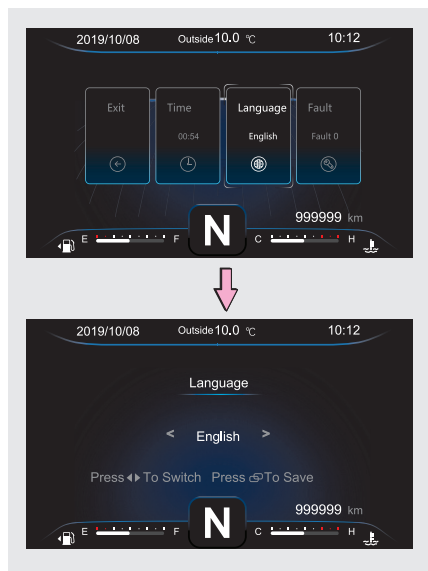 2019/10/08 Outside 10.0 ℃ 10:12
Exit Time Language Fault
00:54 English Fault 0
999999 km
E F N C H
2019/10/08 Outside 10.0 ℃ 10:12
Language
< English >
Press To Switch Press To Save
999999 km
E F N C H